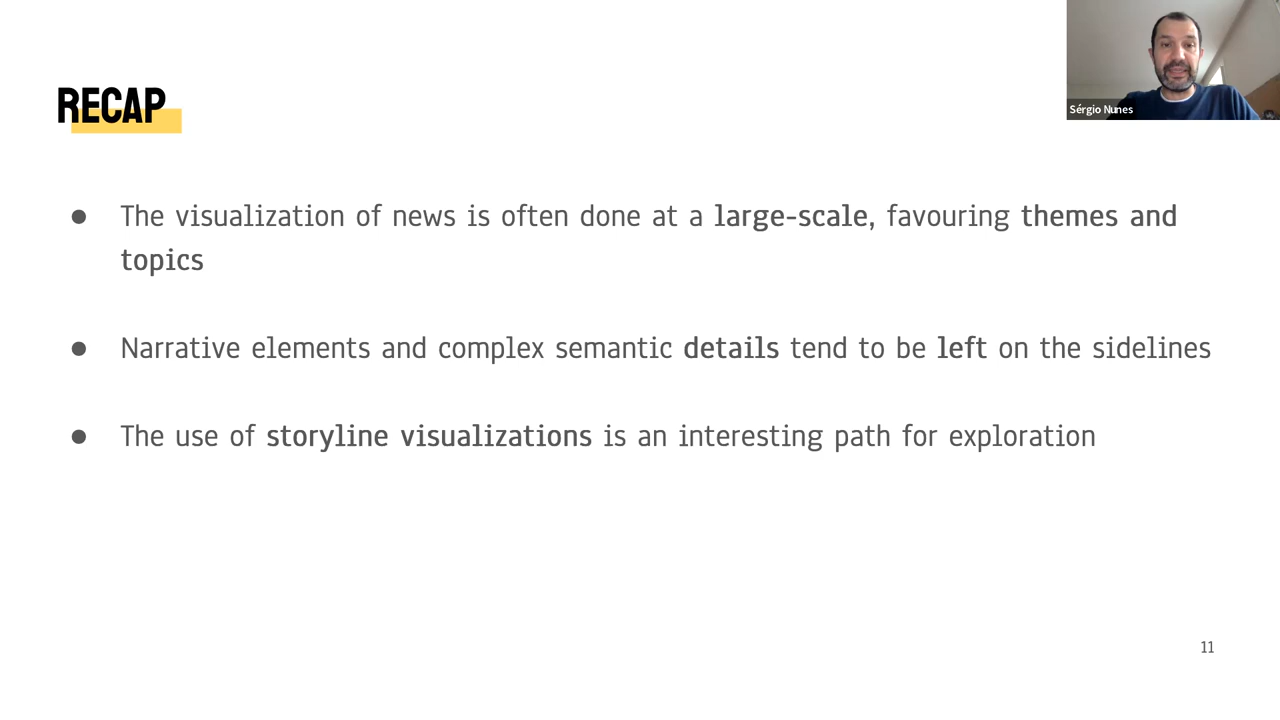 RECAP
Sérgio Nunes
● The visualization of news is often done at a large-scale, favouring themes and
topics
● Narrative elements and complex semantic details tend to be left on the sidelines
● The use of storyline visualizations is an interesting path for exploration
11